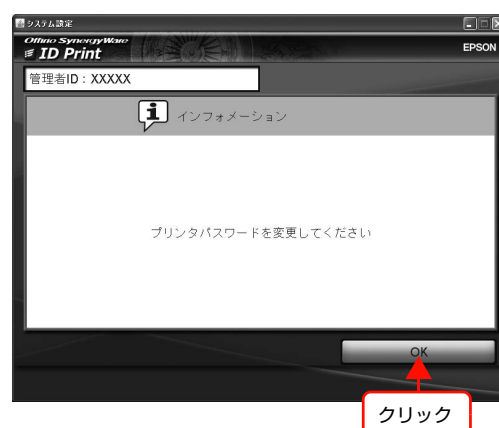 システム設定
Offirio SynergyWare
ID Print
EPSON
管理者ID：XXXXX
インフォメーション
プリンタパスワードを変更してください
OK
クリック